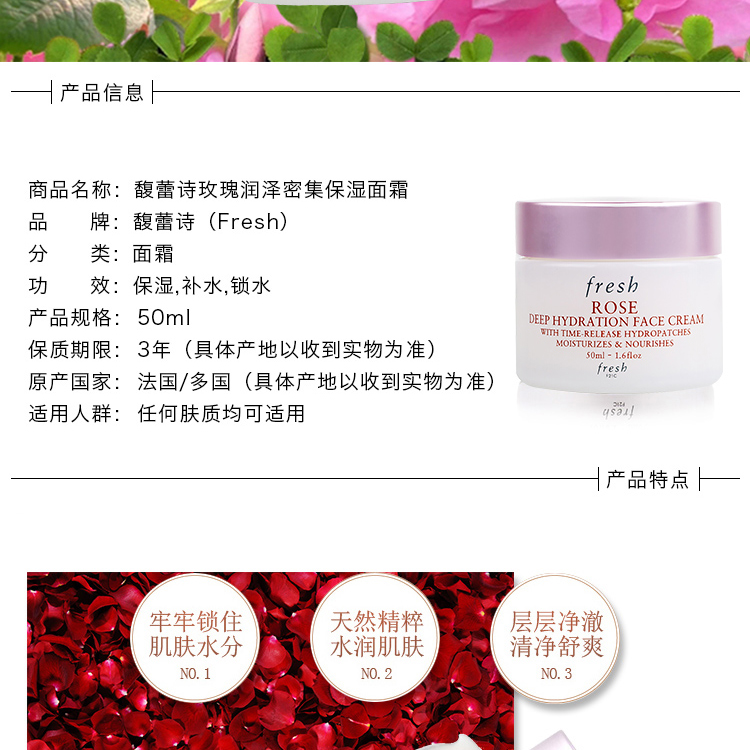 产品信息
商品名称：馥蕾诗玫瑰润泽密集保湿面霜
品 牌：馥蕾诗（Fresh）
分 类：面霜
功 效：保湿,补水,锁水
产品规格：50ml
保质期限：3年（具体产地以收到实物为准）
原产国家：法国/多国（具体产地以收到实物为准）
适用人群：任何肤质均可适用
fresh
ROSE
DEEP HYDRATION FACE CREAM
WITH TIME-RELEASE HYDROPATCHES
MOISTURIZES & NOURISHES
50ml - 1.6floz
fresh
产品特点
牢牢锁住
肌肤水分
NO.1
天然精粹
水润肌肤
NO.2
层层净澈
清净舒爽
NO.3